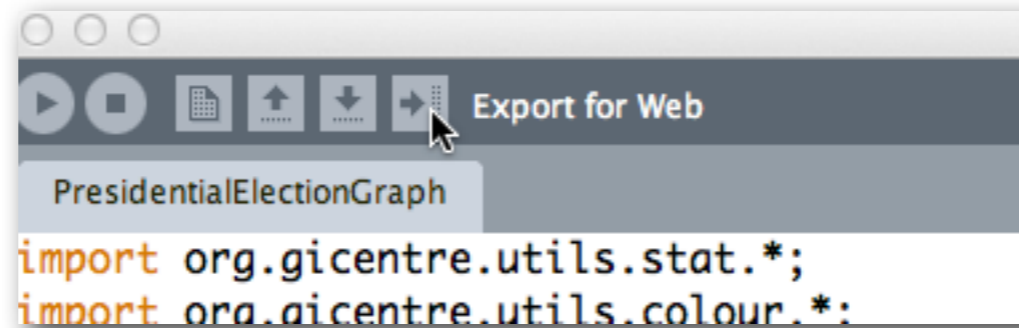 Export for Web
PresidentialElectionGraph
import org.gicentre.utils.stat.*;
import org.gicentre.utils.colour.*;